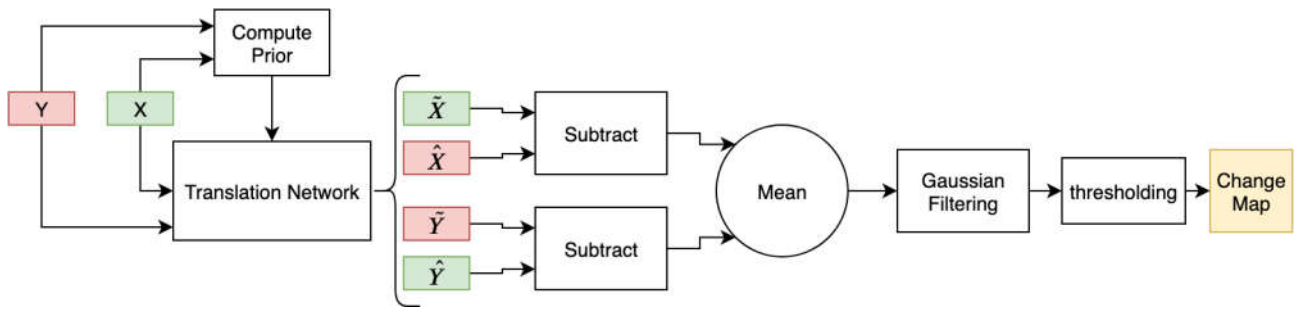 Compute
Prior
Y
X
Translation Network
X̃
X̂
Subtract
Ỹ
Ŷ
Subtract
Mean
Gaussian
Filtering
thresholding
Change
Map